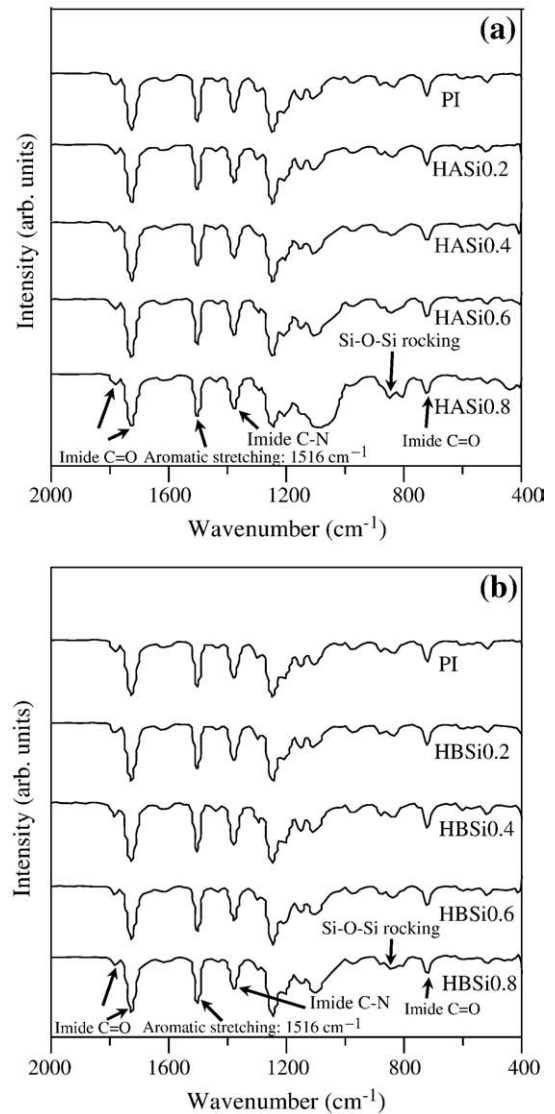 (a)
PI
HASi0.2
HASi0.4
HASi0.6
Si-O-Si rocking
HASi0.8
Imide C-N
Imide C=O
Imide C=O Aromatic stretching: 1516 cm⁻¹
Intensity (arb. units)
2000 1600 1200 800 400
Wavenumber (cm⁻¹)
(b)
PI
HBSi0.2
HBSi0.4
HBSi0.6
Si-O-Si rocking
HBSi0.8
Imide C-N
Imide C=O
Imide C=O Aromatic stretching: 1516 cm⁻¹
Intensity (arb. units)
2000 1600 1200 800 400
Wavenumber (cm⁻¹)